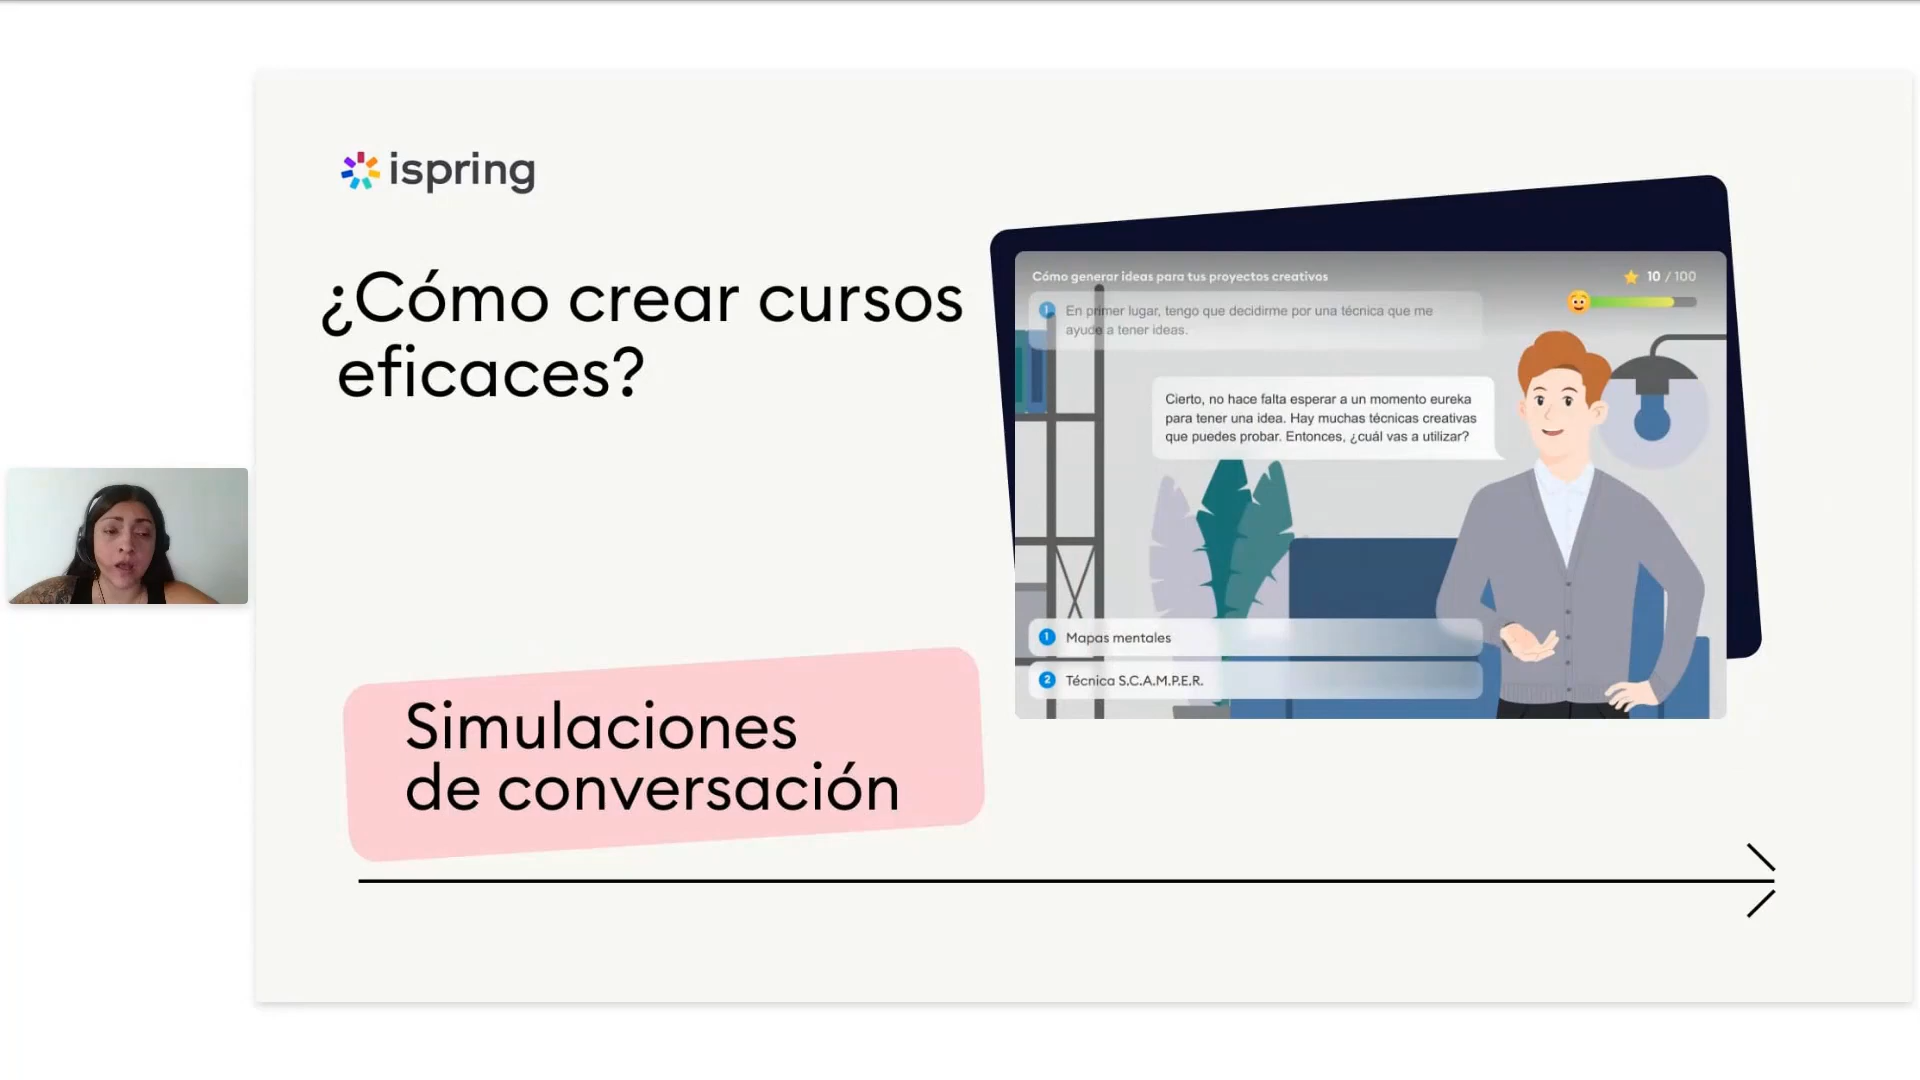 ispring
¿Cómo crear cursos
eficaces?
Cómo generar ideas para tus proyectos creativos
10 / 100
1 En primer lugar, tengo que decidirme por una técnica que me
ayude a tener ideas.
Cierto, no hace falta esperar a un momento eureka
para tener una idea. Hay muchas técnicas creativas
que puedes probar. Entonces, ¿cuál vas a utilizar?
1 Mapas mentales
2 Técnica S.C.A.M.P.E.R.
Simulaciones
de conversación